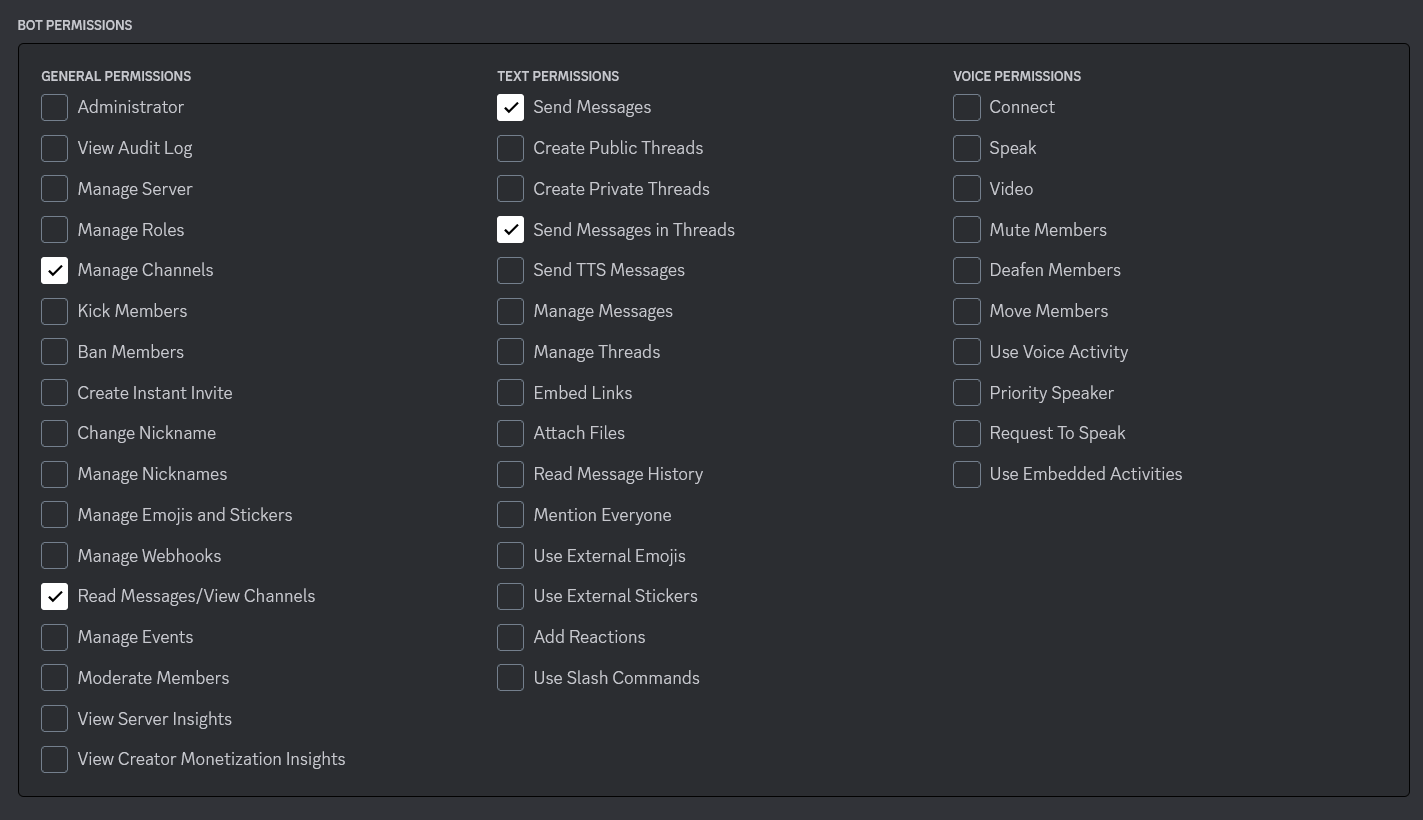 BOT PERMISSIONS
GENERAL PERMISSIONS
Administrator
View Audit Log
Manage Server
Manage Roles
Manage Channels
Kick Members
Ban Members
Create Instant Invite
Change Nickname
Manage Nicknames
Manage Emojis and Stickers
Manage Webhooks
Read Messages/View Channels
Manage Events
Moderate Members
View Server Insights
View Creator Monetization Insights
TEXT PERMISSIONS
Send Messages
Create Public Threads
Create Private Threads
Send Messages in Threads
Send TTS Messages
Manage Messages
Manage Threads
Embed Links
Attach Files
Read Message History
Mention Everyone
Use External Emojis
Use External Stickers
Add Reactions
Use Slash Commands
VOICE PERMISSIONS
Connect
Speak
Video
Mute Members
Deafen Members
Move Members
Use Voice Activity
Priority Speaker
Request To Speak
Use Embedded Activities